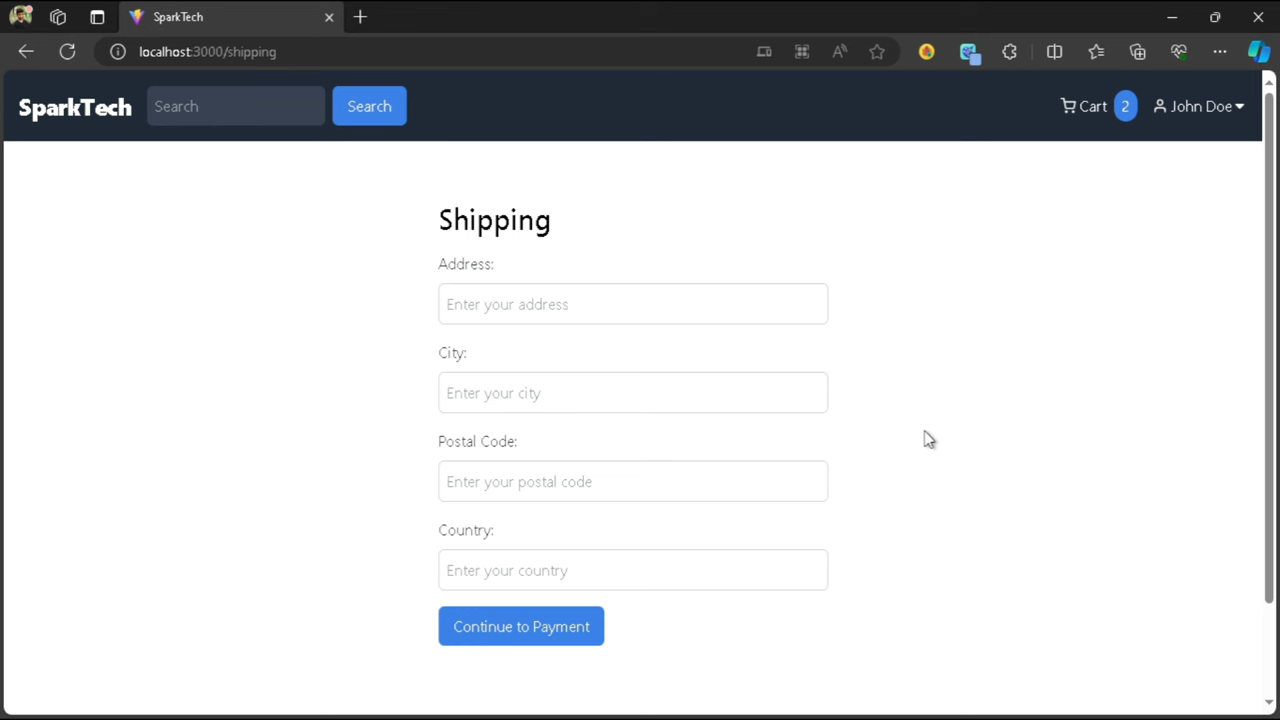 SparkTech
localhost:3000/shipping
SparkTech
Search
Search
Cart 2
John Doe
Shipping
Address:
Enter your address
City:
Enter your city
Postal Code:
Enter your postal code
Country:
Enter your country
Continue to Payment